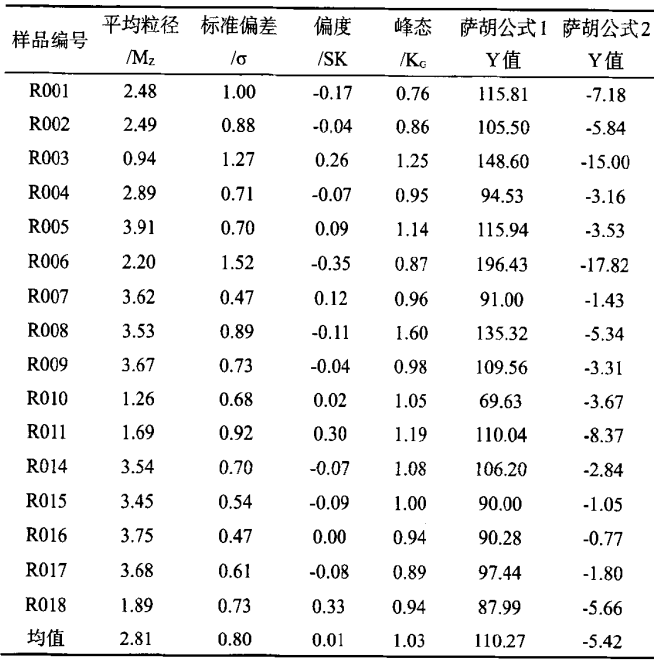 样品编号 平均粒径 标准偏差 偏度 峰态 萨胡公式1 萨胡公式2
/Mz /σ /SK /KG Y值 Y值
R001 2.48 1.00 -0.17 0.76 115.81 -7.18
R002 2.49 0.88 -0.04 0.86 105.50 -5.84
R003 0.94 1.27 0.26 1.25 148.60 -15.00
R004 2.89 0.71 -0.07 0.95 94.53 -3.16
R005 3.91 0.70 0.09 1.14 115.94 -3.53
R006 2.20 1.52 -0.35 0.87 196.43 -17.82
R007 3.62 0.47 0.12 0.96 91.00 -1.43
R008 3.53 0.89 -0.11 1.60 135.32 -5.34
R009 3.67 0.73 -0.04 0.98 109.56 -3.31
R010 1.26 0.68 0.02 1.05 69.63 -3.67
R011 1.69 0.92 0.30 1.19 110.04 -8.37
R014 3.54 0.70 -0.07 1.08 106.20 -2.84
R015 3.45 0.54 -0.09 1.00 90.00 -1.05
R016 3.75 0.47 0.00 0.94 90.28 -0.77
R017 3.68 0.61 -0.08 0.89 97.44 -1.80
R018 1.89 0.73 0.33 0.94 87.99 -5.66
均值 2.81 0.80 0.01 1.03 110.27 -5.42